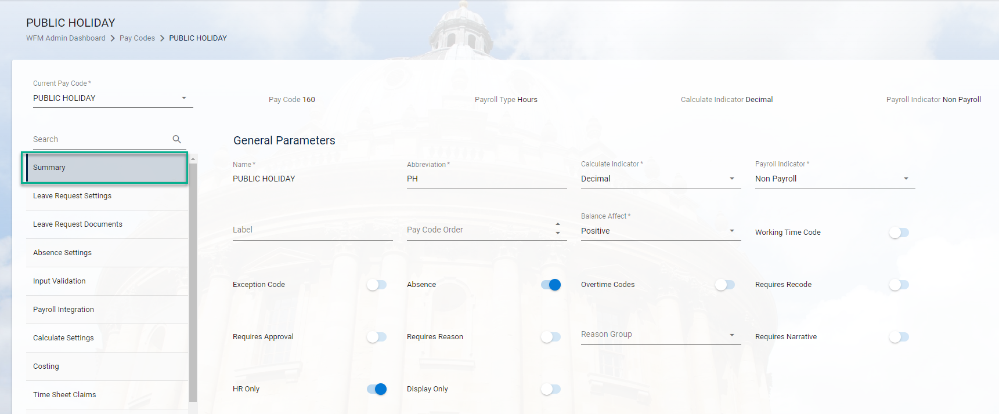 PUBLIC HOLIDAY
WFM Admin Dashboard > Pay Codes > PUBLIC HOLIDAY
Current Pay Code *
PUBLIC HOLIDAY
Pay Code 160
Payroll Type Hours
Calculate Indicator Decimal
Payroll Indicator Non Payroll
Search
Summary
Leave Request Settings
Leave Request Documents
Absence Settings
Input Validation
Payroll Integration
Calculate Settings
Costing
Time Sheet Claims
General Parameters
Name *
PUBLIC HOLIDAY
Abbreviation *
PH
Calculate Indicator *
Decimal
Payroll Indicator *
Non Payroll
Label
Pay Code Order
Balance Affect *
Positive
Working Time Code
Exception Code
Absence
Overtime Codes
Requires Recode
Requires Approval
Requires Reason
Reason Group
Requires Narrative
HR Only
Display Only